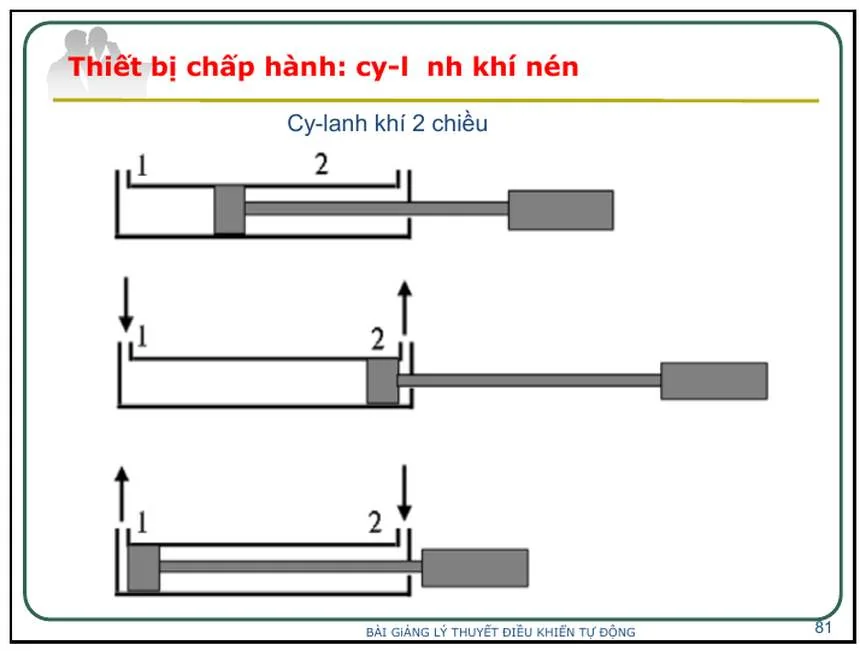 Thiết bị chấp hành: cy-l nh khí nén
Cy-lanh khí 2 chiều
1 2
1 2
1 2
BÀI GiẢNG LÝ THUYẾT ĐIỀU KHIỂN TỰ ĐỘNG
81